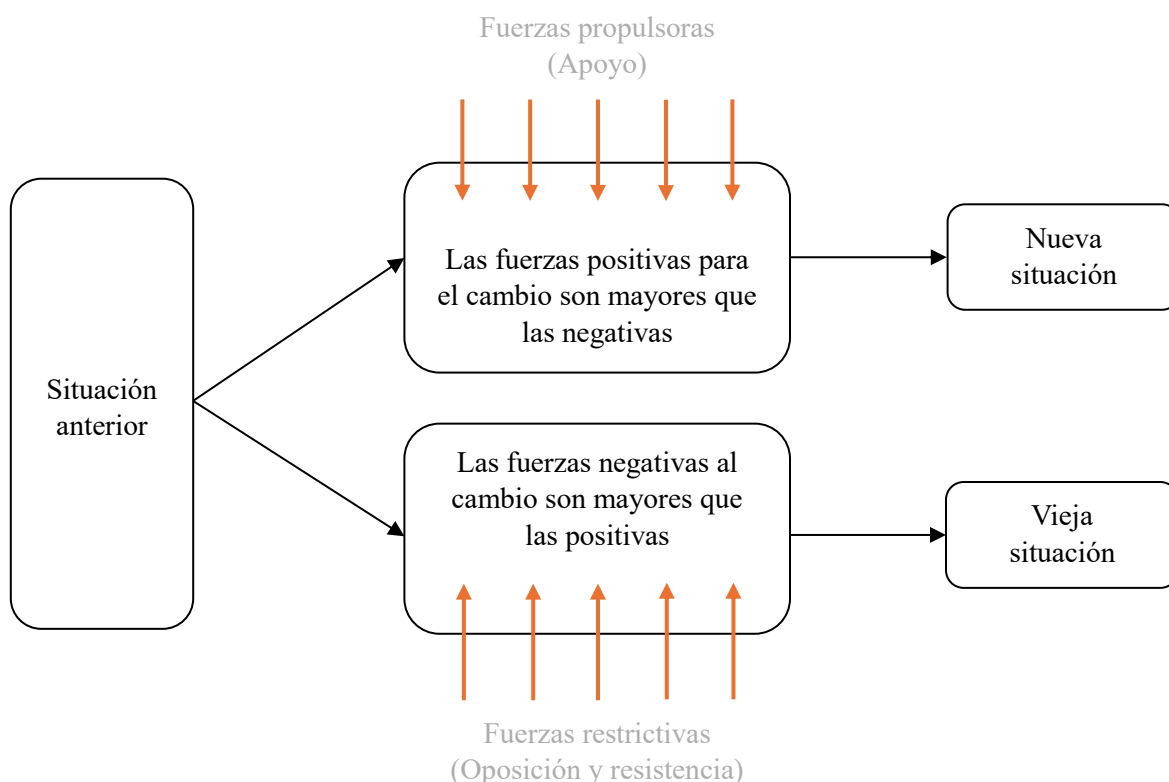 Fuerzas propulsoras
(Apoyo)
Situación
anterior
Las fuerzas positivas para
el cambio son mayores que
las negativas
Nueva
situación
Las fuerzas negativas al
cambio son mayores que
las positivas
Vieja
situación
Fuerzas restrictivas
(Oposición y resistencia)